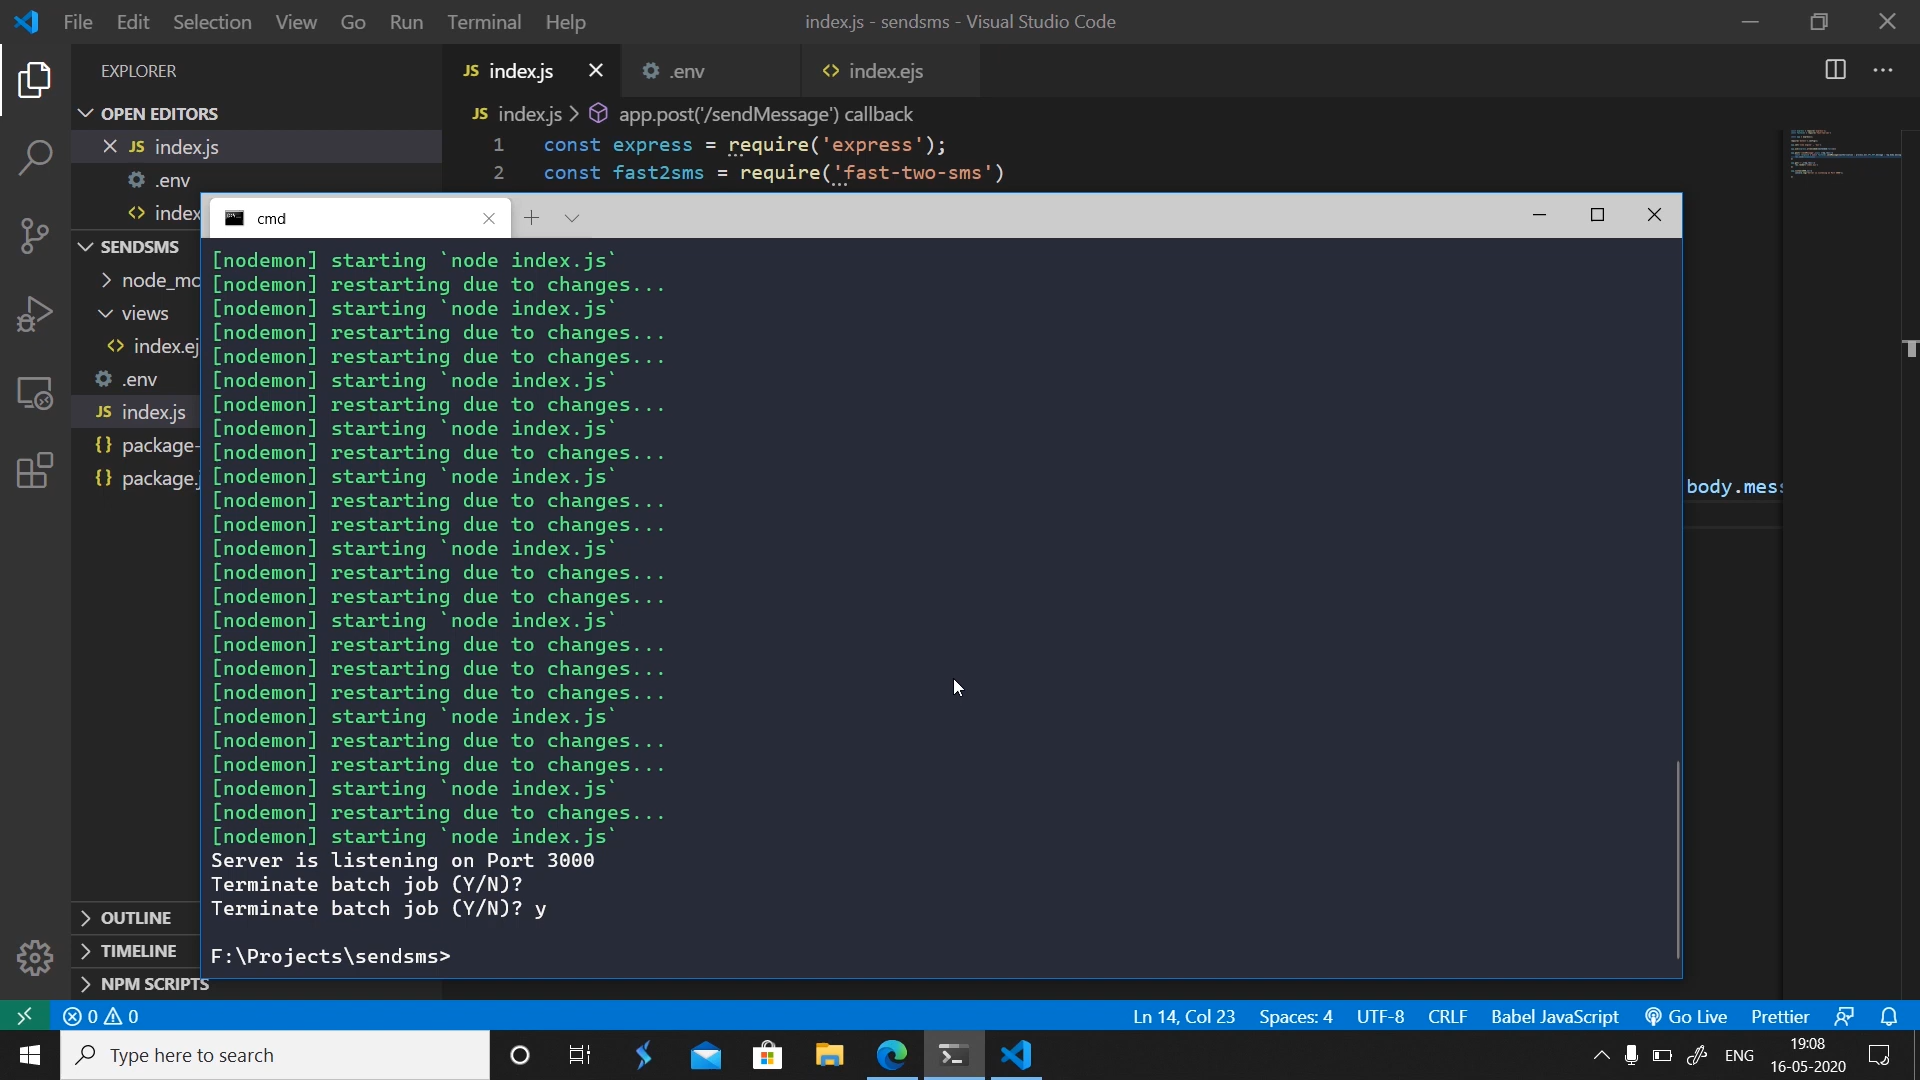 File Edit Selection View Go Run Terminal Help
index.js - sendsms - Visual Studio Code
EXPLORER
JS index.js
.env
<> index.ejs
OPEN EDITORS
JS index.js > app.post('/sendMessage') callback
JS index.js
1 const express = require('express');
.env
2 const fast2sms = require('fast-two-sms')
<> index
cmd
SENDSMS
node_mo
views
<> index.ej
.env
JS index.js
{} package-
{} package.j
[nodemon] starting `node index.js`
[nodemon] restarting due to changes...
[nodemon] starting `node index.js`
[nodemon] restarting due to changes...
[nodemon] restarting due to changes...
[nodemon] starting `node index.js`
[nodemon] restarting due to changes...
[nodemon] starting `node index.js`
[nodemon] restarting due to changes...
[nodemon] starting `node index.js`
[nodemon] restarting due to changes...
[nodemon] restarting due to changes...
[nodemon] starting `node index.js`
[nodemon] restarting due to changes...
[nodemon] restarting due to changes...
[nodemon] starting `node index.js`
[nodemon] restarting due to changes...
[nodemon] restarting due to changes...
[nodemon] restarting due to changes...
[nodemon] starting `node index.js`
[nodemon] restarting due to changes...
[nodemon] restarting due to changes...
[nodemon] starting `node index.js`
[nodemon] restarting due to changes...
[nodemon] starting `node index.js`
Server is listening on Port 3000
Terminate batch job (Y/N)?
Terminate batch job (Y/N)? y
F:\Projects\sendsms>
body.mess
OUTLINE
TIMELINE
NPM SCRIPTS
0 0
Ln 14, Col 23 Spaces: 4 UTF-8 CRLF Babel JavaScript Go Live Prettier
Type here to search
ENG
19:08
16-05-2020